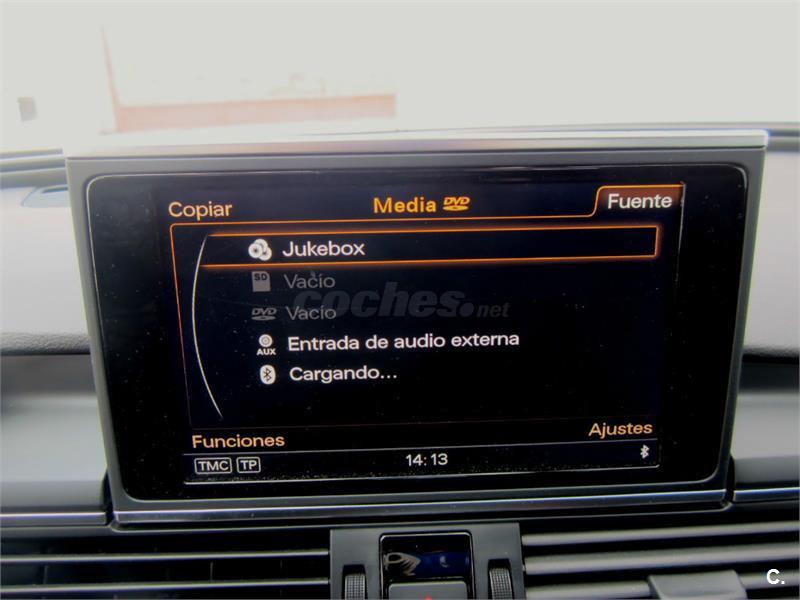 Copiar
Media DVD
Fuente
Jukebox
SD Vacío
DVD Vacío
coches.net
AUX Entrada de audio externa
Cargando...
Funciones
Ajustes
TMC TP
14:13
C.